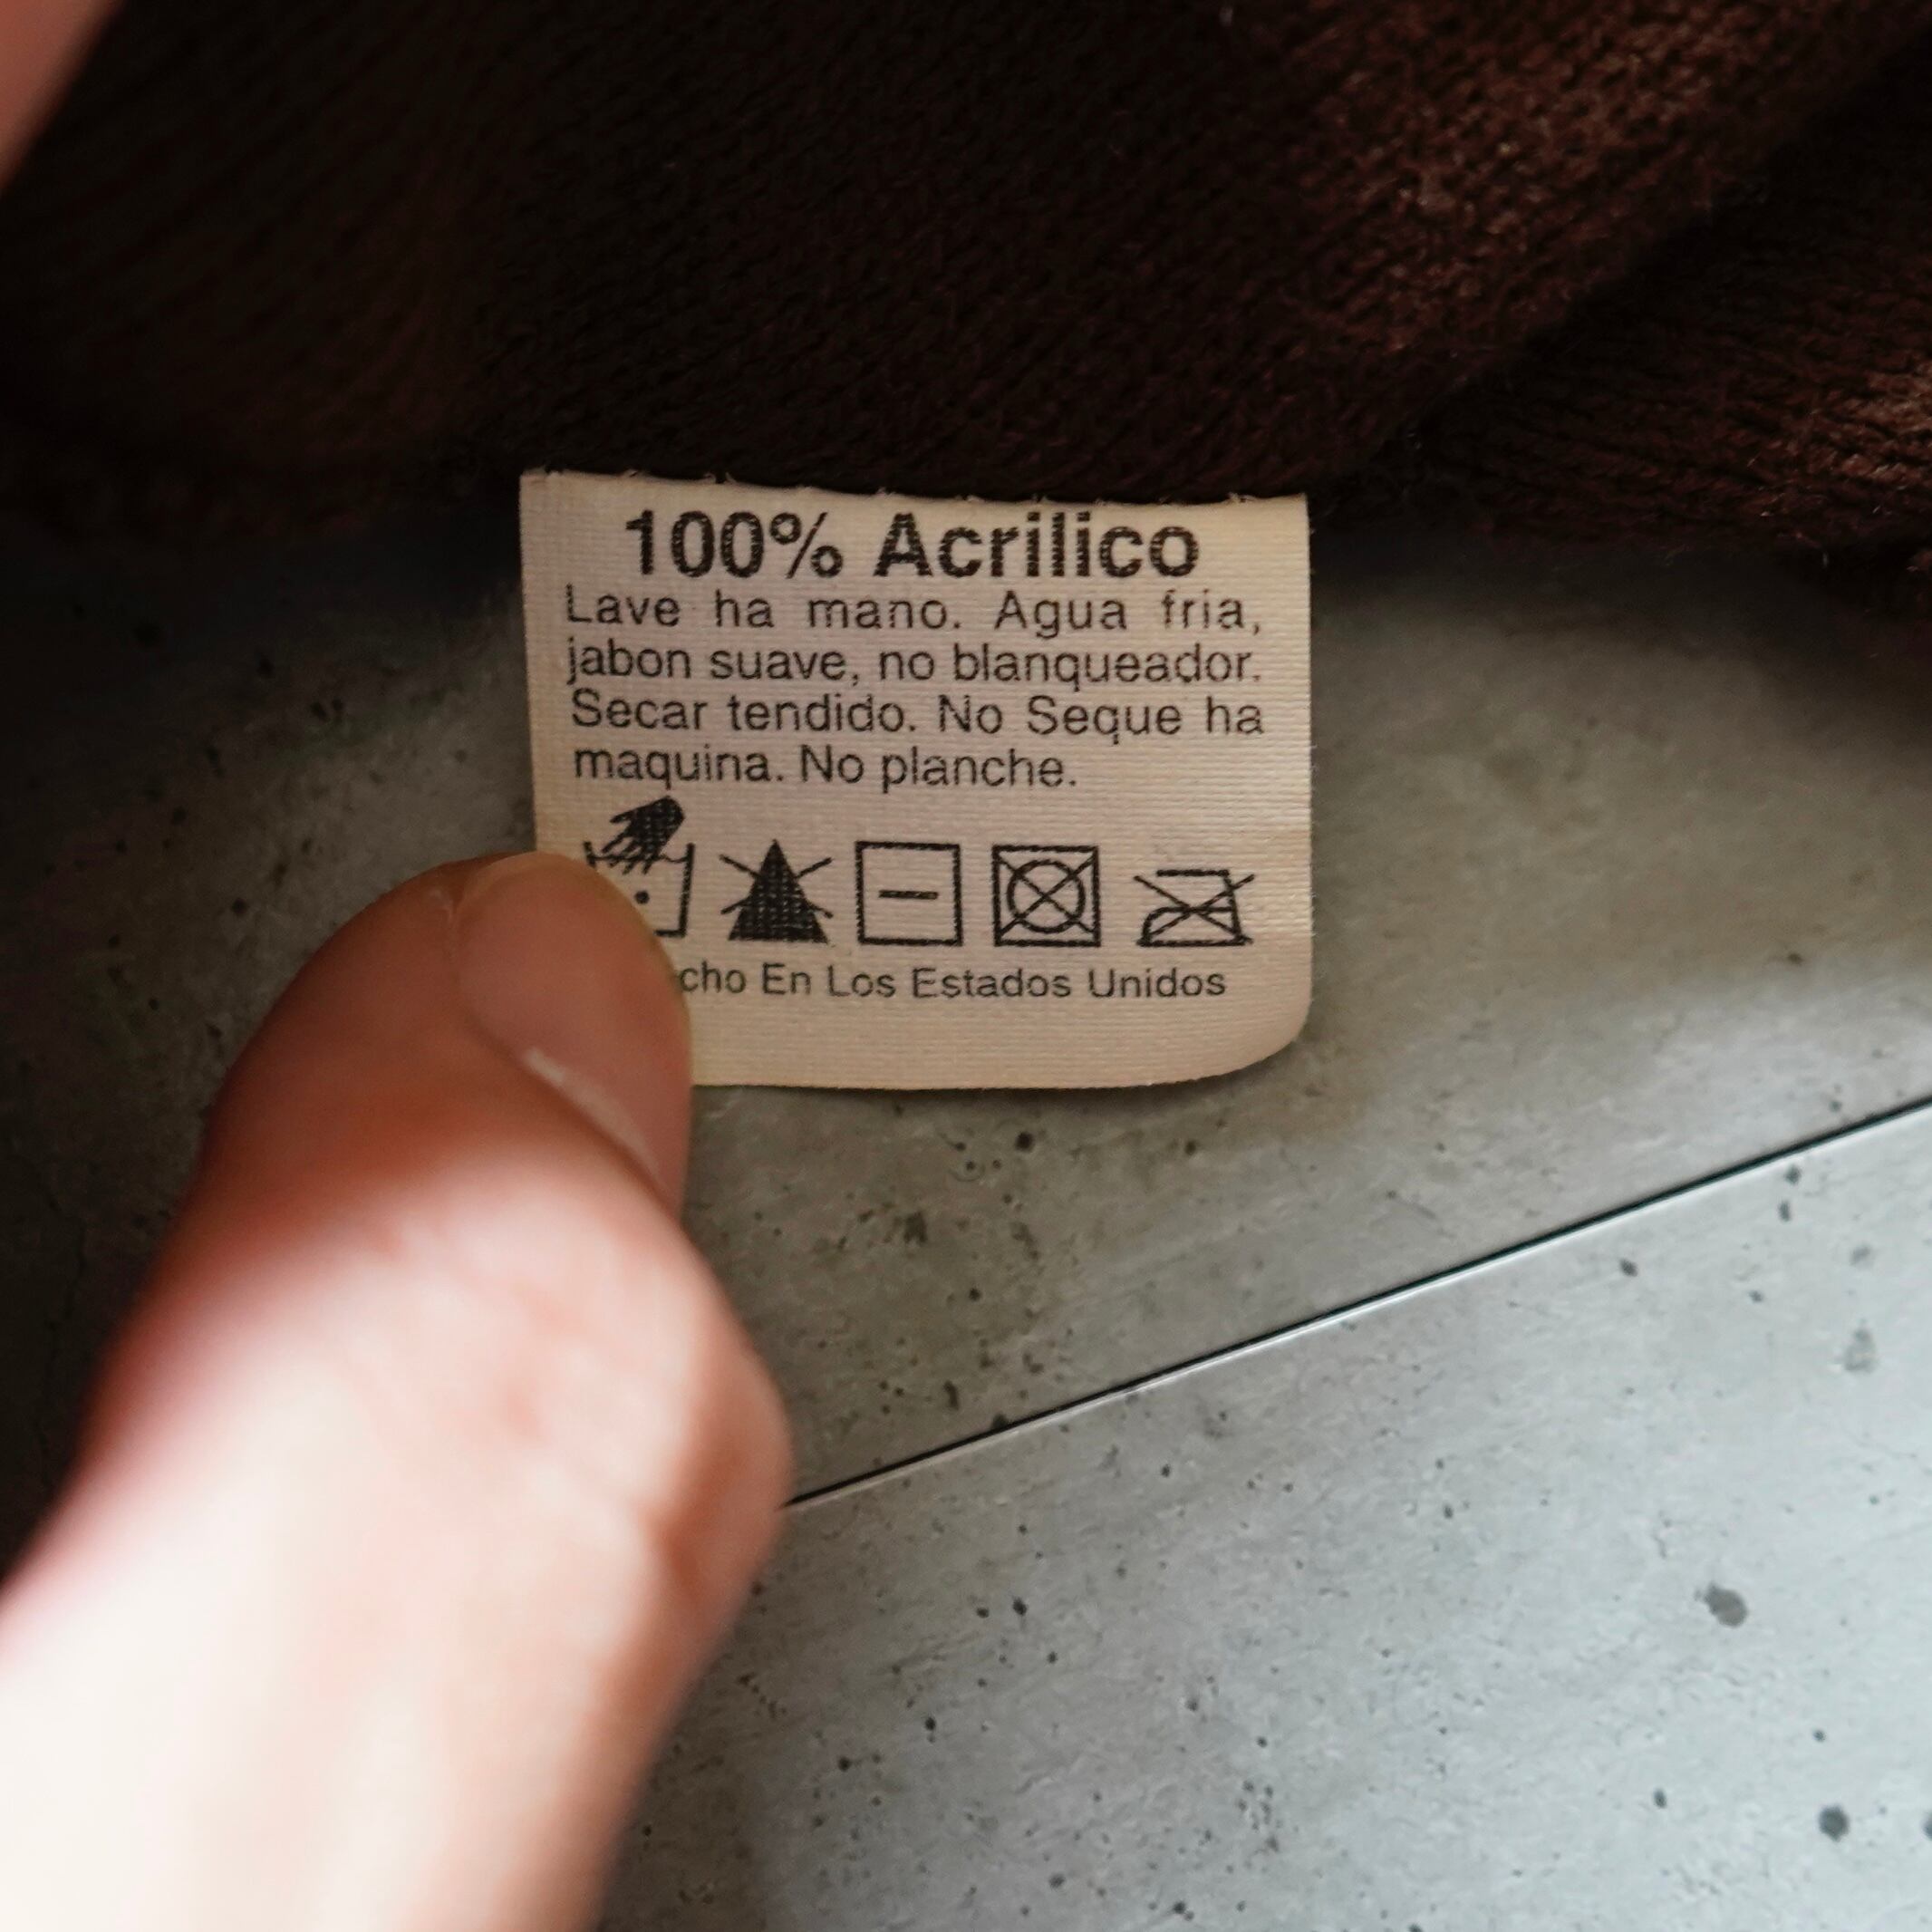 100% Acrilico
Lave ha mano. Agua fria,
jabon suave, no blanqueador.
Secar tendido. No Seque ha
maquina. No planche.
cho En Los Estados Unidos